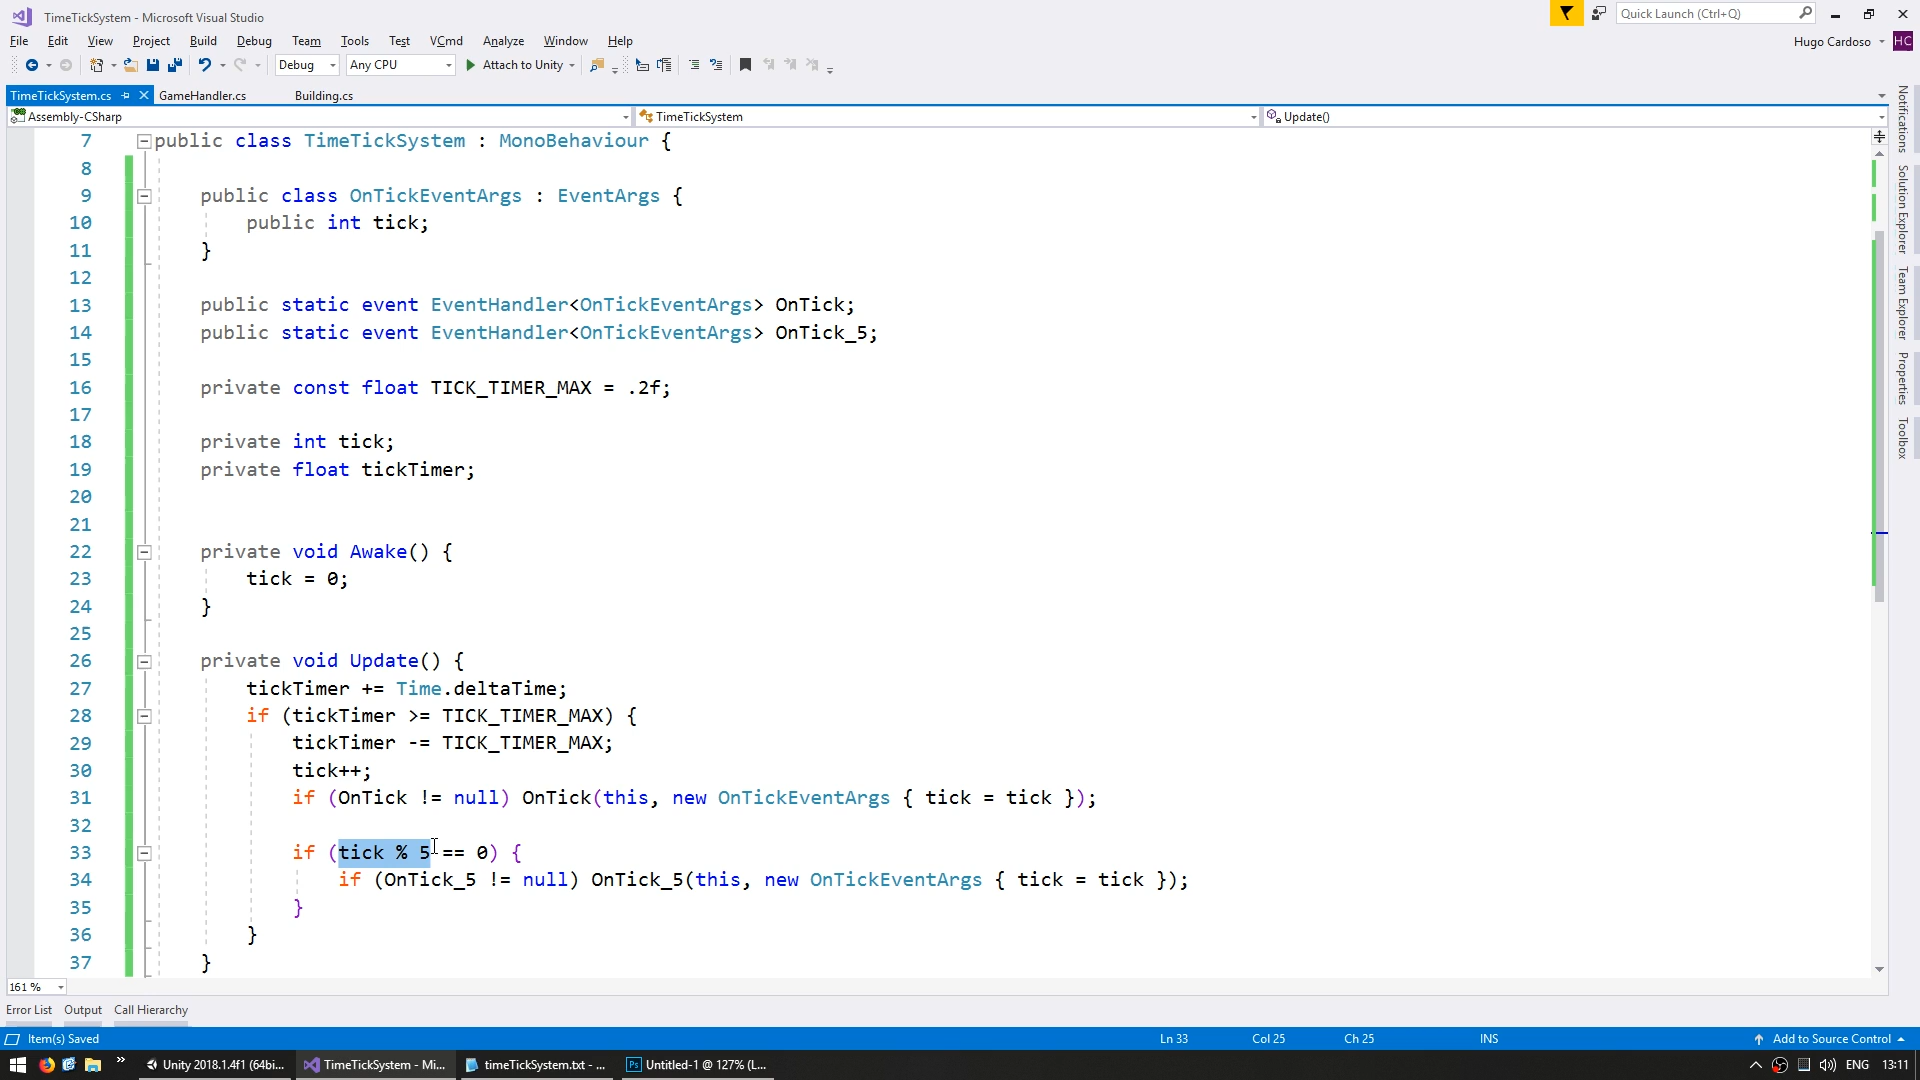 TimeTickSystem - Microsoft Visual Studio
Quick Launch (Ctrl+Q)
File Edit View Project Build Debug Team Tools Test VCmd Analyze Window Help
Hugo Cardoso HC
Debug Any CPU Attach to Unity
TimeTickSystem.cs GameHandler.cs Building.cs
Assembly-CSharp TimeTickSystem Update()
7 public class TimeTickSystem : MonoBehaviour {
8
9 public class OnTickEventArgs : EventArgs {
10 public int tick;
11 }
12
13 public static event EventHandler<OnTickEventArgs> OnTick;
14 public static event EventHandler<OnTickEventArgs> OnTick_5;
15
16 private const float TICK_TIMER_MAX = .2f;
17
18 private int tick;
19 private float tickTimer;
20
21
22 private void Awake() {
23 tick = 0;
24 }
25
26 private void Update() {
27 tickTimer += Time.deltaTime;
28 if (tickTimer >= TICK_TIMER_MAX) {
29 tickTimer -= TICK_TIMER_MAX;
30 tick++;
31 if (OnTick != null) OnTick(this, new OnTickEventArgs { tick = tick });
32
33 if (tick % 5 == 0) {
34 if (OnTick_5 != null) OnTick_5(this, new OnTickEventArgs { tick = tick });
35 }
36 }
37 }
Notifications
Solution Explorer
Team Explorer
Properties
Toolbox
161 %
Error List Output Call Hierarchy
Item(s) Saved Ln 33 Col 25 Ch 25 INS Add to Source Control
Unity 2018.1.4f1 (64bi... TimeTickSystem - Mi... timeTickSystem.txt - ... Ps Untitled-1 @ 127% (L... ENG 13:11